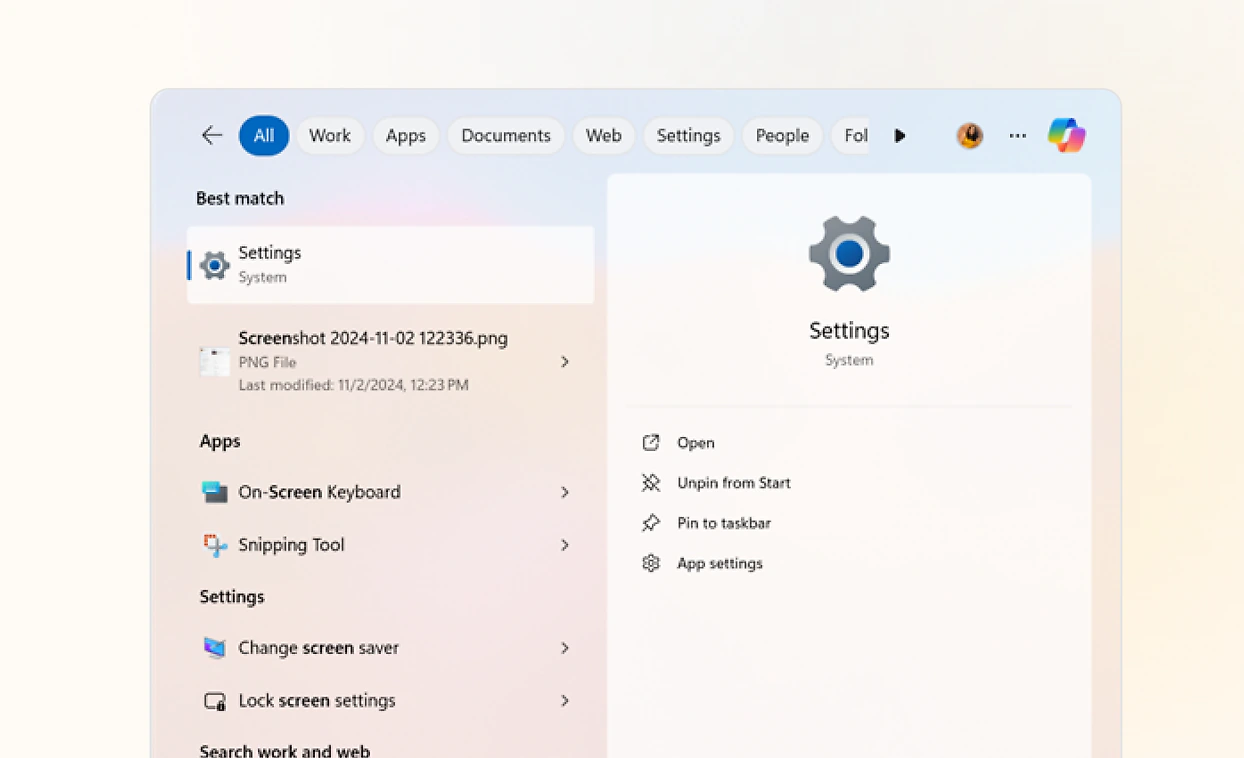 All Work Apps Documents Web Settings People Fol
Best match
Settings
System
Screenshot 2024-11-02 122336.png
PNG File
Last modified: 11/2/2024, 12:23 PM
Apps
On-Screen Keyboard
Snipping Tool
Settings
Change screen saver
Lock screen settings
Search work and web
Settings
System
Open
Unpin from Start
Pin to taskbar
App settings